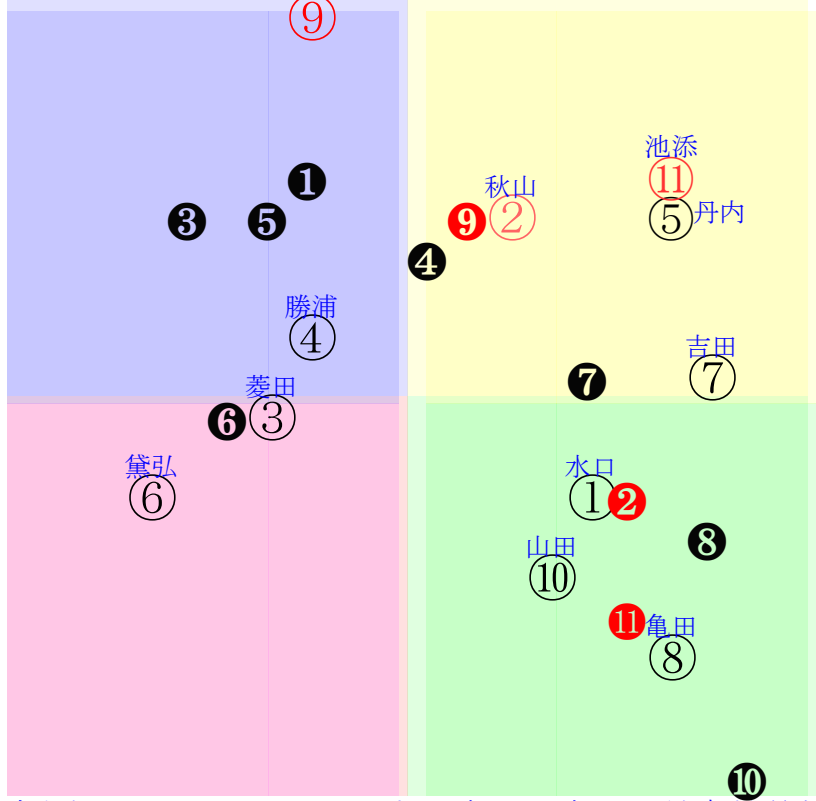 ⑨
池添
❶ 秋山 ⑪
❸ ❺ ❾ ② ⑤ 丹内
❹
勝浦
④ 吉田
菱田 ❼ ⑦
❻ ③
黛弘 水口
⑥ ① ❷
山田 ❽
⑩
⓫ 亀田
⑧
❿